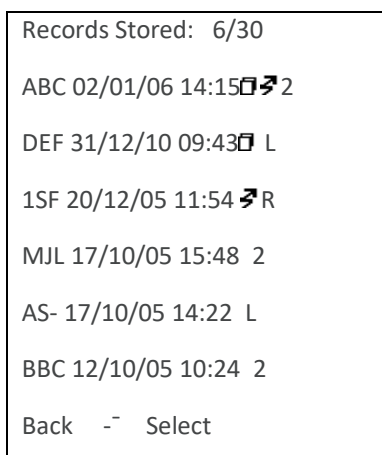 Records Stored: 6/30
ABC 02/01/06 14:15 2
DEF 31/12/10 09:43 L
1SF 20/12/05 11:54 R
MJL 17/10/05 15:48 2
AS- 17/10/05 14:22 L
BBC 12/10/05 10:24 2
Back -¯ Select